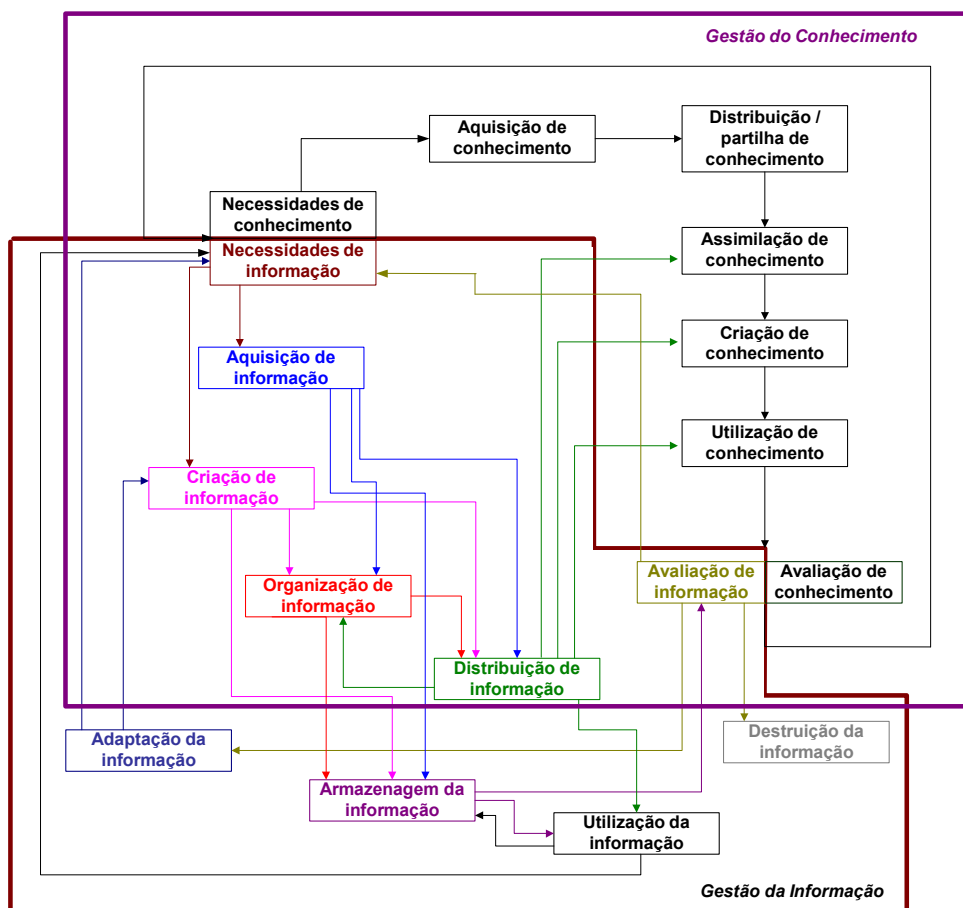 Gestão do Conhecimento
Aquisição de
conhecimento
Distribuição /
partilha de
conhecimento
Necessidades de
conhecimento
Necessidades de
informação
Assimilação de
conhecimento
Criação de
conhecimento
Aquisição de
informação
Utilização de
conhecimento
Criação de
informação
Organização de
informação
Avaliação de
informação
Avaliação de
conhecimento
Distribuição de
informação
Adaptação da
informação
Destruição da
informação
Armazenagem da
informação
Utilização da
informação
Gestão da Informação